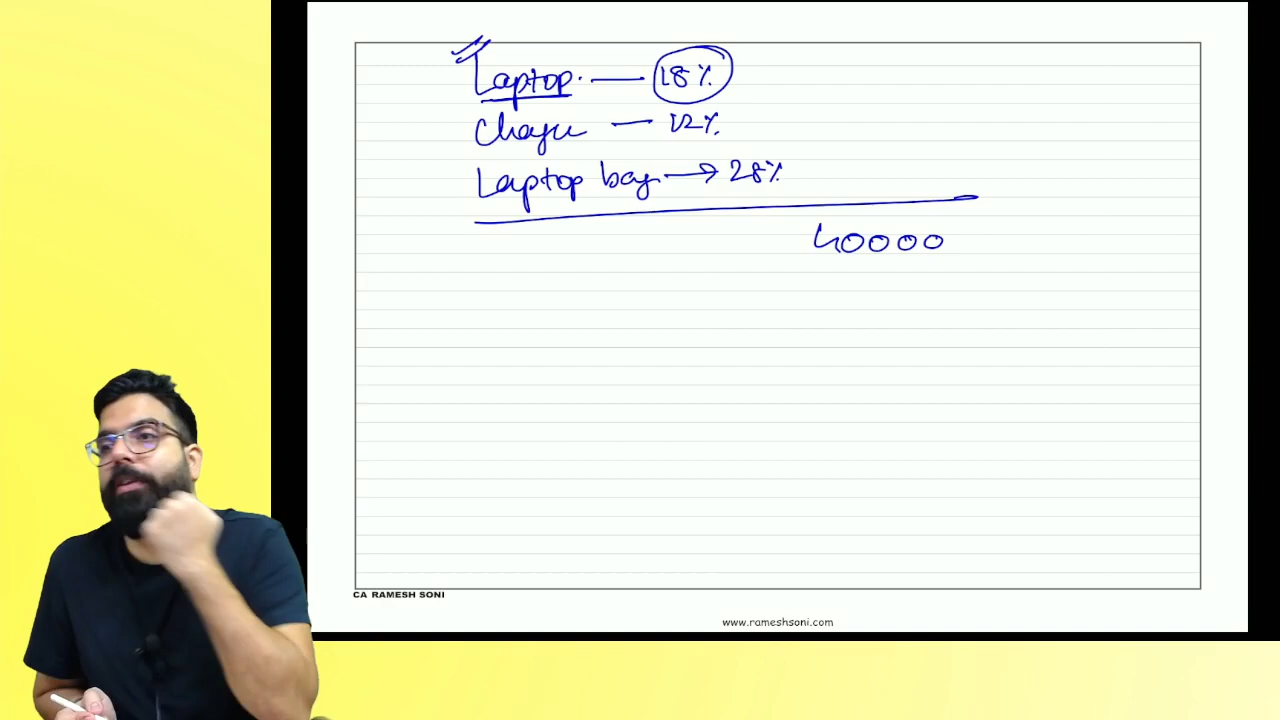 Laptop. — 18%
Charger — 12%
Laptop bag. → 28%
40000
CA RAMESH SONI
www.rameshsoni.com